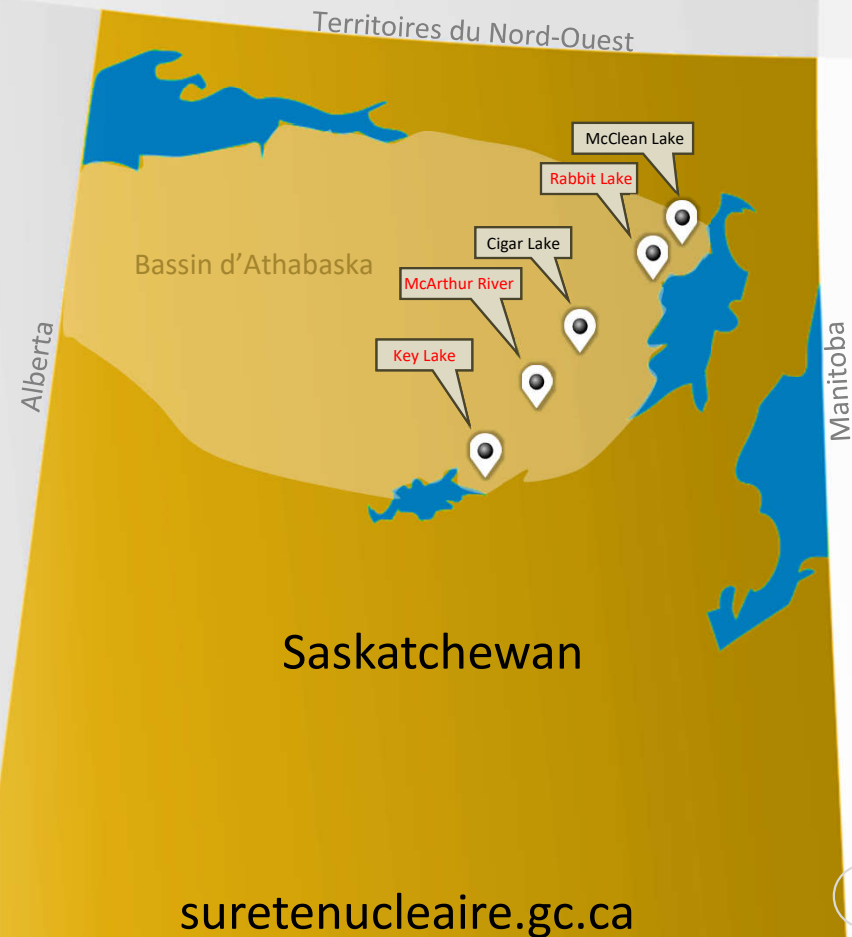 Territoires du Nord-Ouest
McClean Lake
Rabbit Lake
Cigar Lake
Bassin d'Athabaska
McArthur River
Key Lake
Alberta
Manitoba
Saskatchewan
suretenucleaire.gc.ca